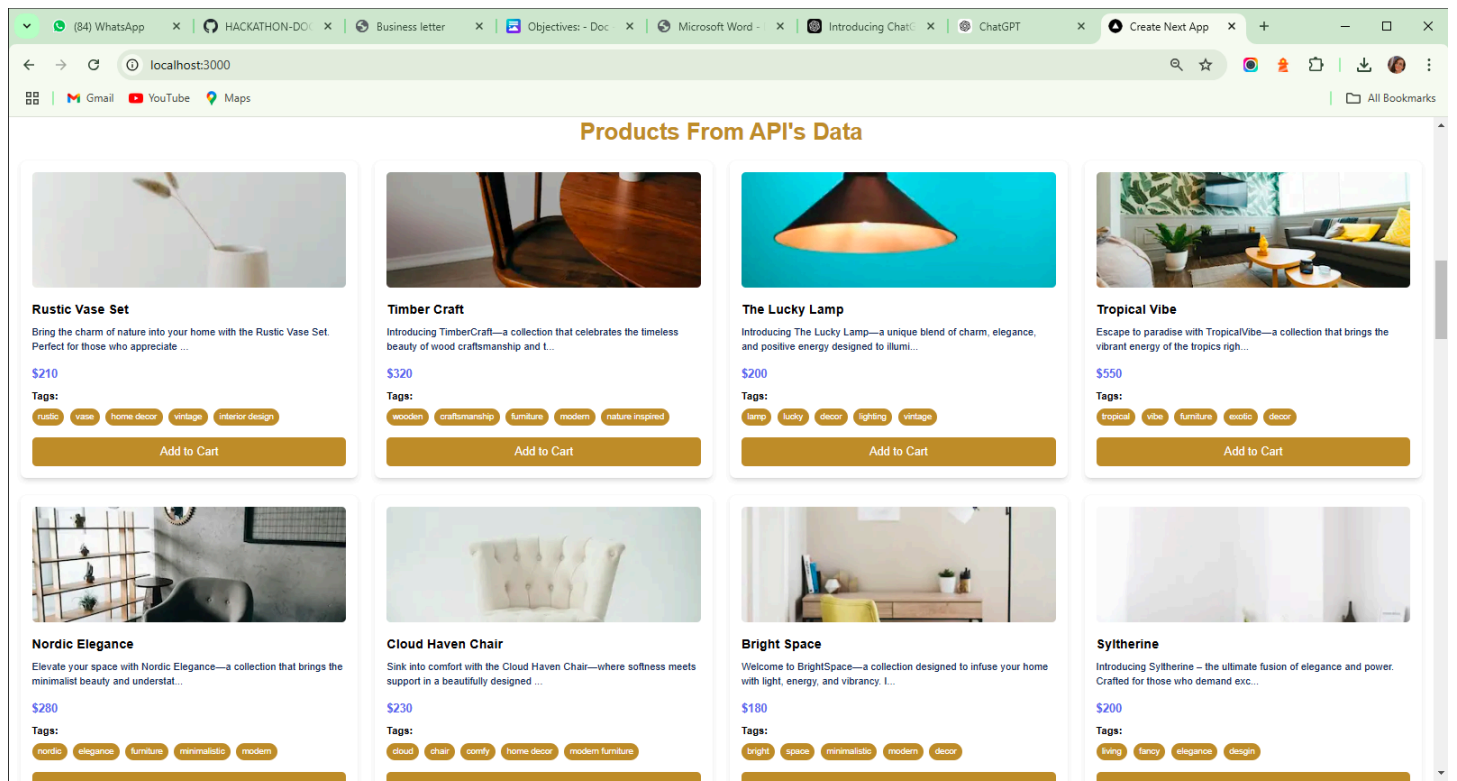 (84) WhatsApp
HACKATHON-DOC
Business letter
Objectives: - Doc
Microsoft Word -
Introducing ChatG
ChatGPT
Create Next App
localhost:3000
Gmail
YouTube
Maps
All Bookmarks
Products From API's Data
Rustic Vase Set
Bring the charm of nature into your home with the Rustic Vase Set.
Perfect for those who appreciate ...
$210
Tags:
rustic vase home decor vintage interior design
Add to Cart
Timber Craft
Introducing TimberCraft—a collection that celebrates the timeless
beauty of wood craftsmanship and t...
$320
Tags:
wooden craftsmanship furniture modern nature inspired
Add to Cart
The Lucky Lamp
Introducing The Lucky Lamp—a unique blend of charm, elegance,
and positive energy designed to illumi...
$200
Tags:
lamp lucky decor lighting vintage
Add to Cart
Tropical Vibe
Escape to paradise with TropicalVibe—a collection that brings the
vibrant energy of the tropics righ...
$550
Tags:
tropical vibe furniture exotic decor
Add to Cart
Nordic Elegance
Elevate your space with Nordic Elegance—a collection that brings the
minimalist beauty and understat...
$280
Tags:
nordic elegance furniture minimalistic modern
Cloud Haven Chair
Sink into comfort with the Cloud Haven Chair—where softness meets
support in a beautifully designed ...
$230
Tags:
cloud chair comfy home decor modern furniture
Bright Space
Welcome to BrightSpace—a collection designed to infuse your home
with light, energy, and vibrancy. I...
$180
Tags:
bright space minimalistic modern decor
Syltherine
Introducing Syltherine – the ultimate fusion of elegance and power.
Crafted for those who demand exc...
$200
Tags:
living fancy elegance desgin